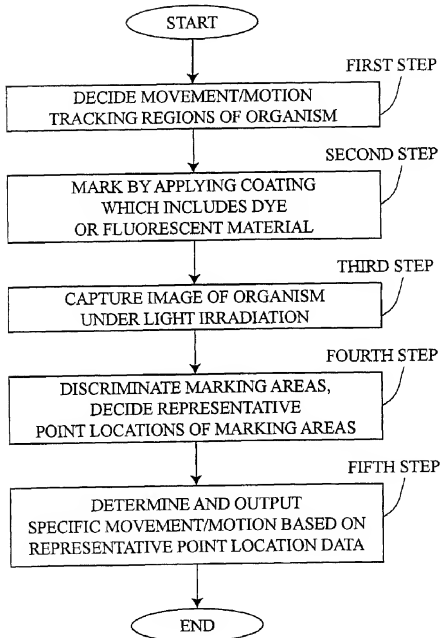 START
FIRST STEP
DECIDE MOVEMENT/MOTION
TRACKING REGIONS OF ORGANISM
SECOND STEP
MARK BY APPLYING COATING
WHICH INCLUDES DYE
OR FLUORESCENT MATERIAL
THIRD STEP
CAPTURE IMAGE OF ORGANISM
UNDER LIGHT IRRADIATION
FOURTH STEP
DISCRIMINATE MARKING AREAS,
DECIDE REPRESENTATIVE
POINT LOCATIONS OF MARKING AREAS
FIFTH STEP
DETERMINE AND OUTPUT
SPECIFIC MOVEMENT/MOTION BASED ON
REPRESENTATIVE POINT LOCATION DATA
END